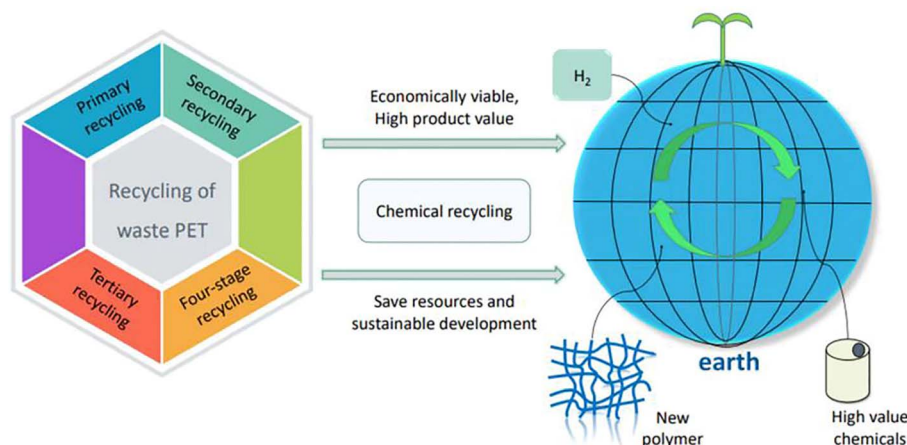 Primary
recycling
Secondary
recycling
Recycling of
waste PET
Tertiary
recycling
Four-stage
recycling
Economically viable,
High product value
Chemical recycling
Save resources and
sustainable development
H₂
earth
New
polymer
High value
chemicals